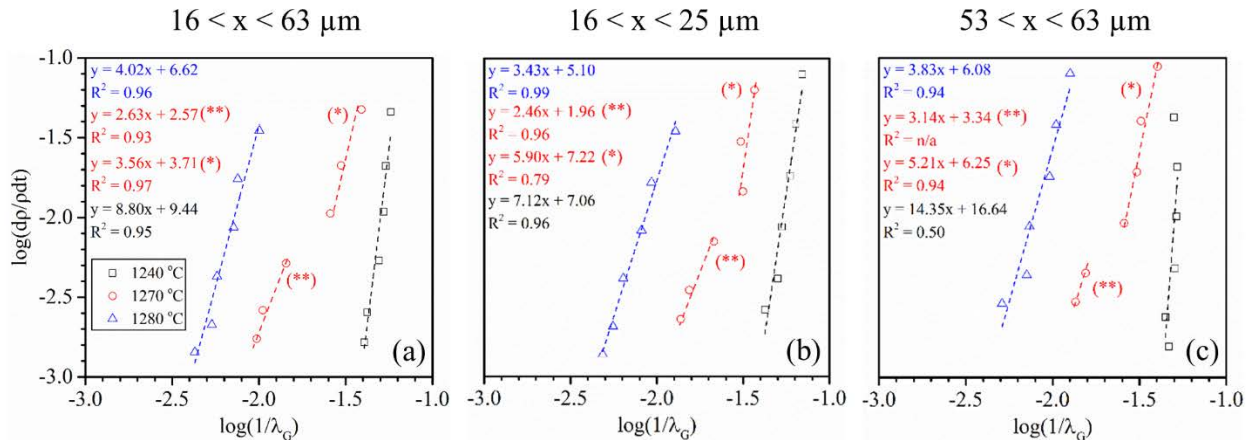 16 < x < 63 µm
16 < x < 25 µm
53 < x < 63 µm
log(dρ/ρdt)
-1.0
-1.5
-2.0
-2.5
-3.0
y = 4.02x + 6.62
R² = 0.96
y = 2.63x + 2.57 (**)
R² = 0.93
y = 3.56x + 3.71 (*)
R² = 0.97
y = 8.80x + 9.44
R² = 0.95
1240 °C
1270 °C
1280 °C
(*)
(**)
(a)
-3.0 -2.5 -2.0 -1.5 -1.0
log(1/λG)
y = 3.43x + 5.10
R² = 0.99
y = 2.46x + 1.96 (**)
R² = 0.96
y = 5.90x + 7.22 (*)
R² = 0.79
y = 7.12x + 7.06
R² = 0.96
(*)
(**)
(b)
-3.0 -2.5 -2.0 -1.5 -1.0
log(1/λG)
y = 3.83x + 6.08
R² = 0.94
y = 3.14x + 3.34 (**)
R² = n/a
y = 5.21x + 6.25 (*)
R² = 0.94
y = 14.35x + 16.64
R² = 0.50
(*)
(**)
(c)
-3.0 -2.5 -2.0 -1.5 -1.0
log(1/λG)